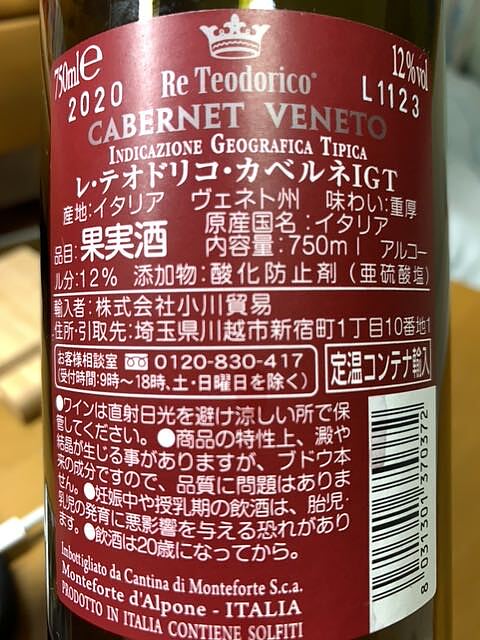 750ml e
2020
Re Teodorico®
12%vol
L1123
CABERNET VENETO
INDICAZIONE GEOGRAFICA TIPICA
レ・テオドリコ・カベルネIGT
産地:イタリア ヴェネト州 味わい:重厚
原産国名:イタリア
品目:果実酒 内容量:750ml アルコー
ル分:12% 添加物:酸化防止剤(亜硫酸塩)
輸入者:株式会社小川貿易
住所・引取先:埼玉県川越市新宿町1丁目10番地1
お客様相談室 0120-830-417
(受付時間:9時〜18時、土・日曜日を除く)
定温コンテナ輸入
●ワインは直射日光を避け涼しい所で保
管してください。●商品の特性上、澱や
結晶が生じる事がありますが、ブドウ本
来の成分ですので、品質に問題はありま
せん。●妊娠中や授乳期の飲酒は、胎児・
乳児の発育に悪影響を与える恐れがあり
ます。●飲酒は20歳になってから。
8 031301 370372
Imbottigliato da Cantina di Monteforte S.c.a.
Monteforte d'Alpone - ITALIA
PRODOTTO IN ITALIA CONTIENE SOLFITI